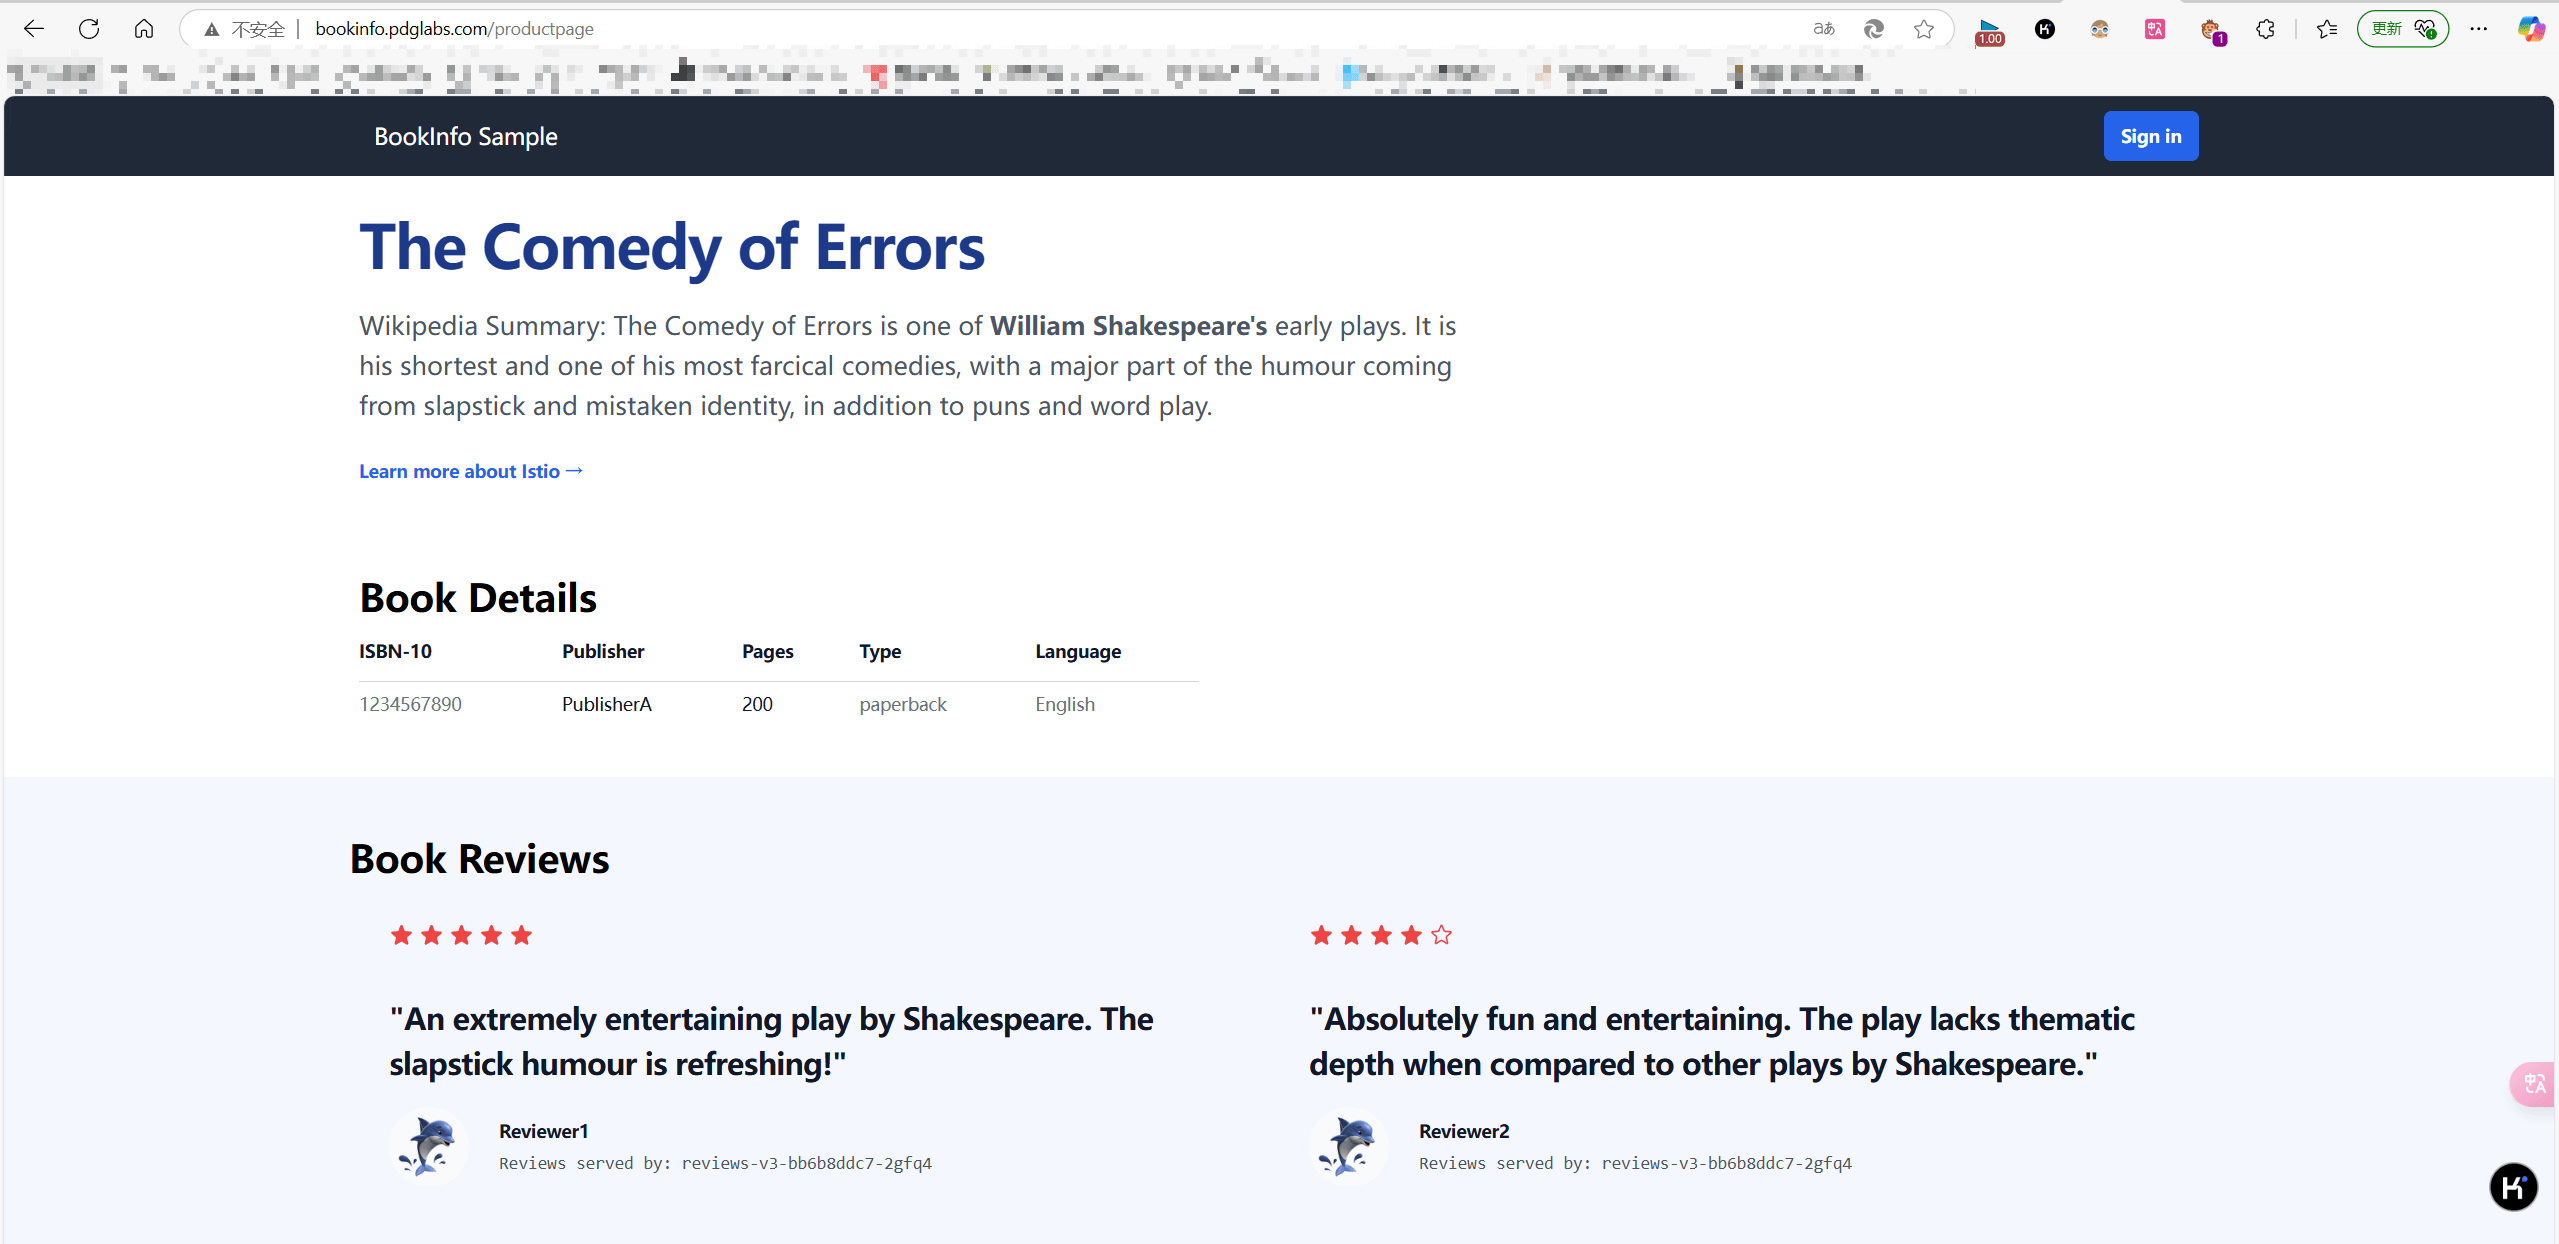 不安全 | bookinfo.pdglabs.com/productpage
aあ
1.00
1
更新
BookInfo Sample
Sign in
The Comedy of Errors
Wikipedia Summary: The Comedy of Errors is one of William Shakespeare's early plays. It is
his shortest and one of his most farcical comedies, with a major part of the humour coming
from slapstick and mistaken identity, in addition to puns and word play.
Learn more about Istio →
Book Details
ISBN-10 Publisher Pages Type Language
1234567890 PublisherA 200 paperback English
Book Reviews
"An extremely entertaining play by Shakespeare. The
slapstick humour is refreshing!"
Reviewer1
Reviews served by: reviews-v3-bb6b8ddc7-2gfq4
"Absolutely fun and entertaining. The play lacks thematic
depth when compared to other plays by Shakespeare."
Reviewer2
Reviews served by: reviews-v3-bb6b8ddc7-2gfq4